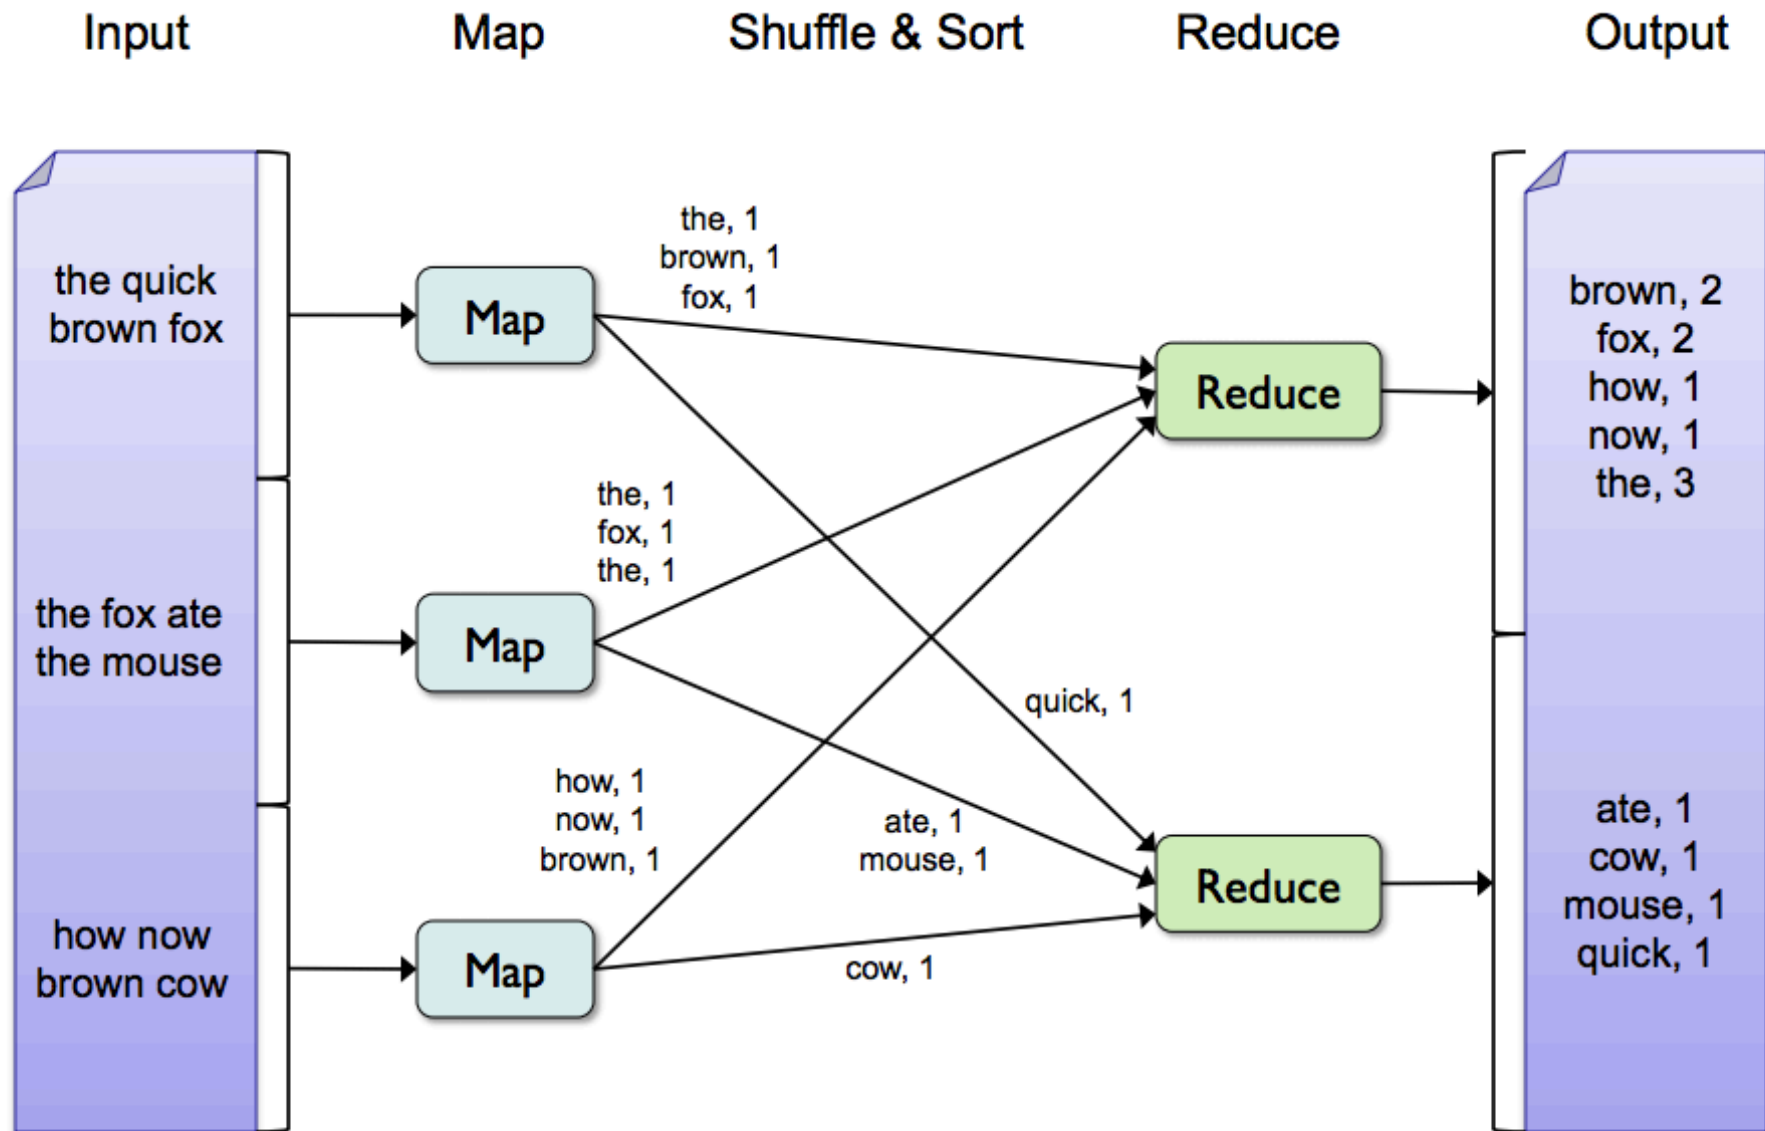 Input
Map
Shuffle & Sort
Reduce
Output
the quick
brown fox
the fox ate
the mouse
how now
brown cow
Map
Map
Map
the, 1
brown, 1
fox, 1
the, 1
fox, 1
the, 1
how, 1
now, 1
brown, 1
quick, 1
ate, 1
mouse, 1
cow, 1
Reduce
Reduce
brown, 2
fox, 2
how, 1
now, 1
the, 3
ate, 1
cow, 1
mouse, 1
quick, 1